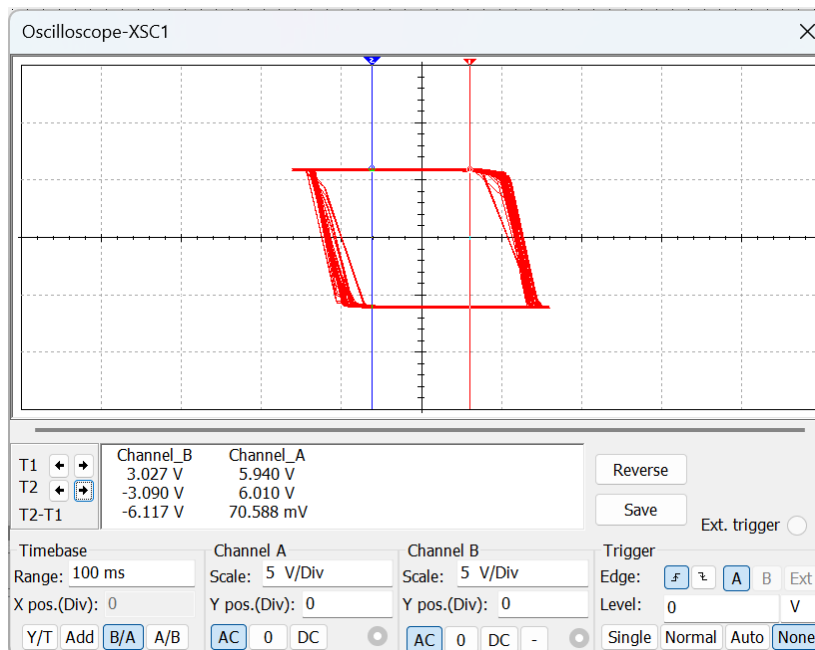 Oscilloscope-XSC1
2 1
T1
T2
T2-T1
Channel_B Channel_A
3.027 V 5.940 V
-3.090 V 6.010 V
-6.117 V 70.588 mV
Reverse
Save
Ext. trigger
Timebase
Range: 100 ms
X pos.(Div): 0
Y/T Add B/A A/B
Channel A
Scale: 5 V/Div
Y pos.(Div): 0
AC 0 DC
Channel B
Scale: 5 V/Div
Y pos.(Div): 0
AC 0 DC -
Trigger
Edge: A B Ext
Level: 0 V
Single Normal Auto None